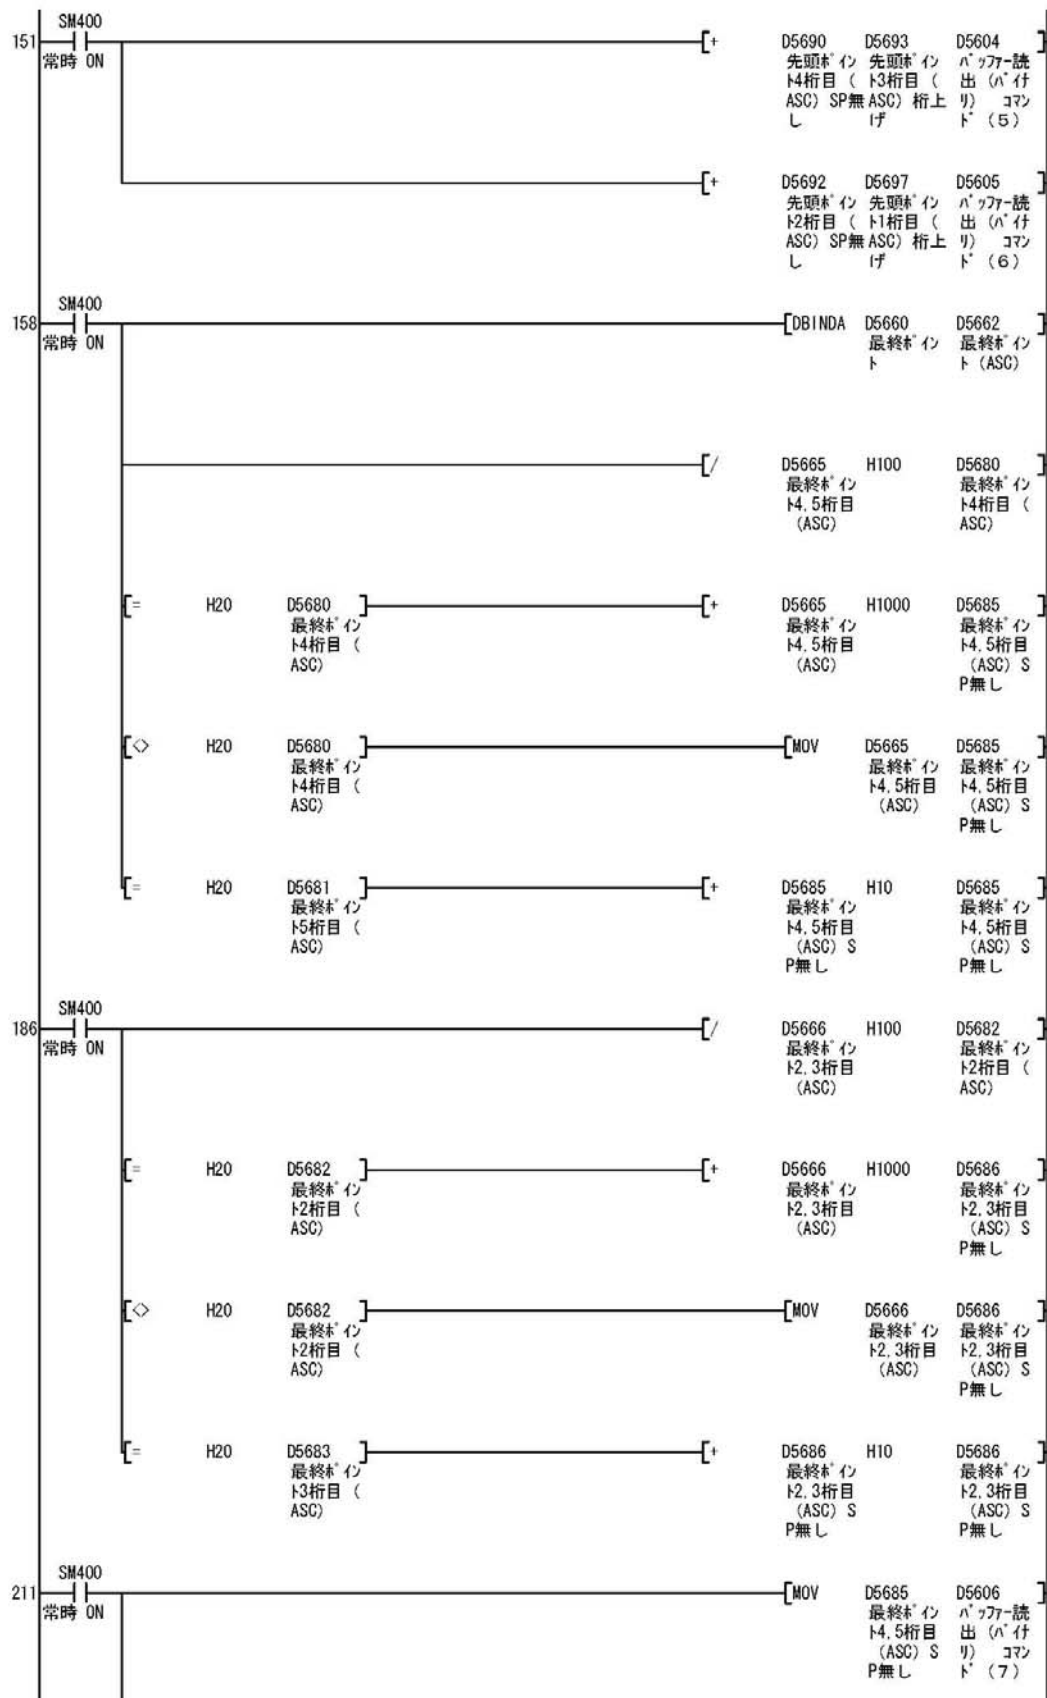 SM400
151 [+ D5690 D5693 D5604 ]
常時 ON 先頭ﾎﾟｲﾝ 先頭ﾎﾟｲﾝ ﾊﾞｯﾌｧｰ読
ﾄ4桁目（ ﾄ3桁目（ 出（ﾊﾞｲﾅ
ASC）SP無 ASC）桁上 ﾘ） ｺﾏﾝ
し げ ﾄﾞ（5）
[+ D5692 D5697 D5605 ]
先頭ﾎﾟｲﾝ 先頭ﾎﾟｲﾝ ﾊﾞｯﾌｧｰ読
ﾄ2桁目（ ﾄ1桁目（ 出（ﾊﾞｲﾅ
ASC）SP無 ASC）桁上 ﾘ） ｺﾏﾝ
し げ ﾄﾞ（6）
SM400
158 [DBINDA D5660 D5662 ]
常時 ON 最終ﾎﾟｲﾝ 最終ﾎﾟｲﾝ
ﾄ ﾄ（ASC）
[/ D5665 H100 D5680 ]
最終ﾎﾟｲﾝ 最終ﾎﾟｲﾝ
ﾄ4,5桁目 ﾄ4桁目（
（ASC） ASC）
[= H20 D5680 ] [+ D5665 H1000 D5685 ]
最終ﾎﾟｲﾝ 最終ﾎﾟｲﾝ 最終ﾎﾟｲﾝ
ﾄ4桁目（ ﾄ4,5桁目 ﾄ4,5桁目
ASC） （ASC） （ASC）S
P無し
[<> H20 D5680 ] [MOV D5665 D5685 ]
最終ﾎﾟｲﾝ 最終ﾎﾟｲﾝ 最終ﾎﾟｲﾝ
ﾄ4桁目（ ﾄ4,5桁目 ﾄ4,5桁目
ASC） （ASC） （ASC）S
P無し
[= H20 D5681 ] [+ D5685 H10 D5685 ]
最終ﾎﾟｲﾝ 最終ﾎﾟｲﾝ 最終ﾎﾟｲﾝ
ﾄ5桁目（ ﾄ4,5桁目 ﾄ4,5桁目
ASC） （ASC）S （ASC）S
P無し P無し
SM400
186 [/ D5666 H100 D5682 ]
常時 ON 最終ﾎﾟｲﾝ 最終ﾎﾟｲﾝ
ﾄ2,3桁目 ﾄ2桁目（
（ASC） ASC）
[= H20 D5682 ] [+ D5666 H1000 D5686 ]
最終ﾎﾟｲﾝ 最終ﾎﾟｲﾝ 最終ﾎﾟｲﾝ
ﾄ2桁目（ ﾄ2,3桁目 ﾄ2,3桁目
ASC） （ASC） （ASC）S
P無し
[<> H20 D5682 ] [MOV D5666 D5686 ]
最終ﾎﾟｲﾝ 最終ﾎﾟｲﾝ 最終ﾎﾟｲﾝ
ﾄ2桁目（ ﾄ2,3桁目 ﾄ2,3桁目
ASC） （ASC） （ASC）S
P無し
[= H20 D5683 ] [+ D5686 H10 D5686 ]
最終ﾎﾟｲﾝ 最終ﾎﾟｲﾝ 最終ﾎﾟｲﾝ
ﾄ3桁目（ ﾄ2,3桁目 ﾄ2,3桁目
ASC） （ASC）S （ASC）S
P無し P無し
SM400
211 [MOV D5685 D5606 ]
常時 ON 最終ﾎﾟｲﾝ ﾊﾞｯﾌｧｰ読
ﾄ4,5桁目 出（ﾊﾞｲﾅ
（ASC）S ﾘ） ｺﾏﾝ
P無し ﾄﾞ（7）